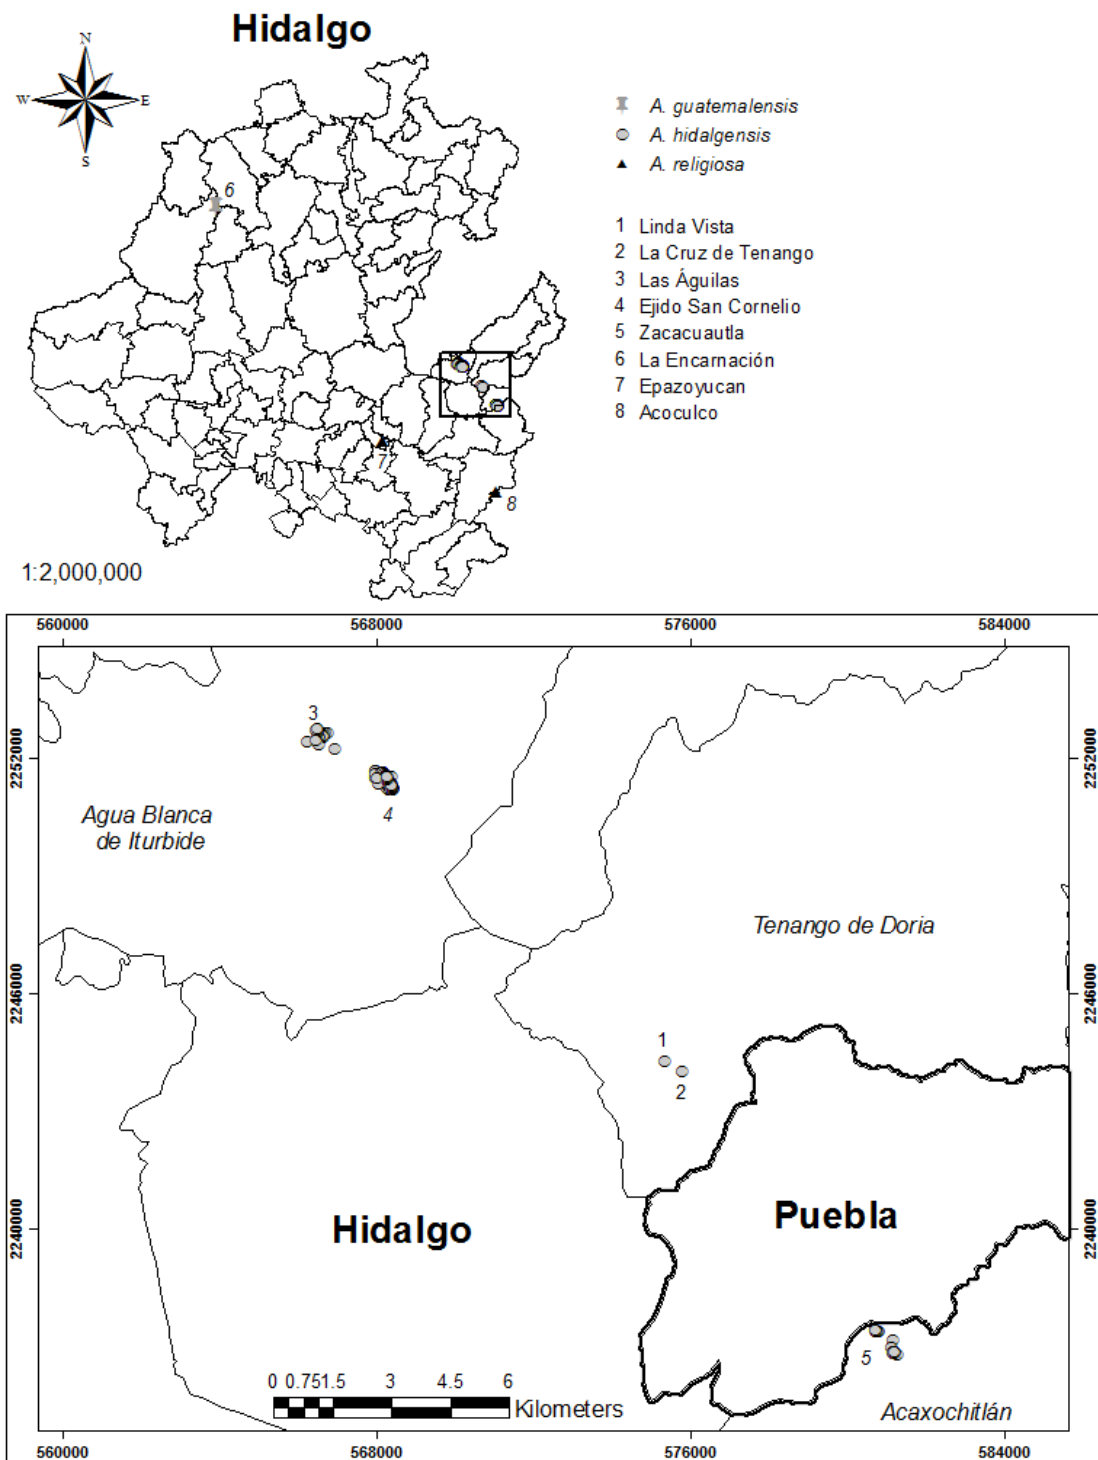 Hidalgo
N
W
E
S
A. guatemalensis
A. hidalgensis
A. religiosa
1 Linda Vista
2 La Cruz de Tenango
3 Las Águilas
4 Ejido San Cornelio
5 Zacacuautla
6 La Encarnación
7 Epazoyucan
8 Acoculco
6
7
8
1:2,000,000
560000
568000
576000
584000
2252000
2252000
3
4
Agua Blanca
de Iturbide
Tenango de Doria
2246000
2246000
1
2
Hidalgo
Puebla
2240000
2240000
5
0 0.75 1.5 3 4.5 6
Kilometers
Acaxochitlán
560000
568000
576000
584000